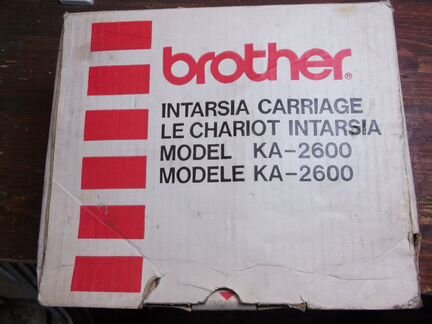 brother®
INTARSIA CARRIAGE
LE CHARIOT INTARSIA
MODEL KA-2600
MODELE KA-2600